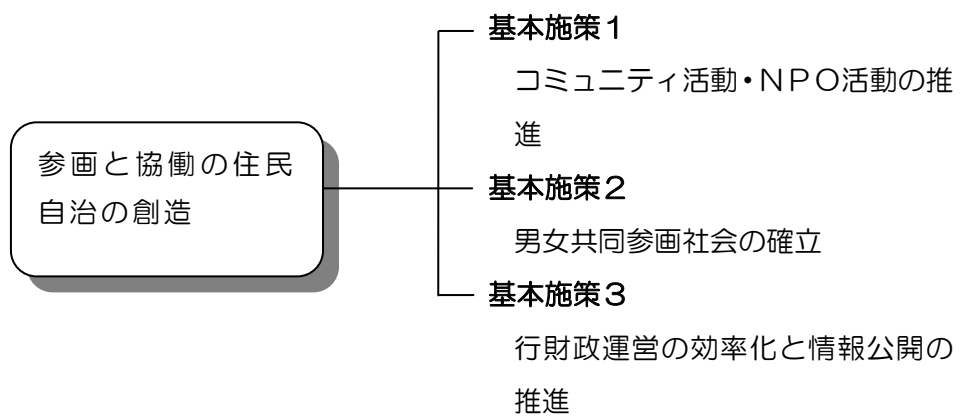 参画と協働の住民
自治の創造
基本施策１
コミュニティ活動・ＮＰＯ活動の推
進
基本施策２
男女共同参画社会の確立
基本施策３
行財政運営の効率化と情報公開の
推進